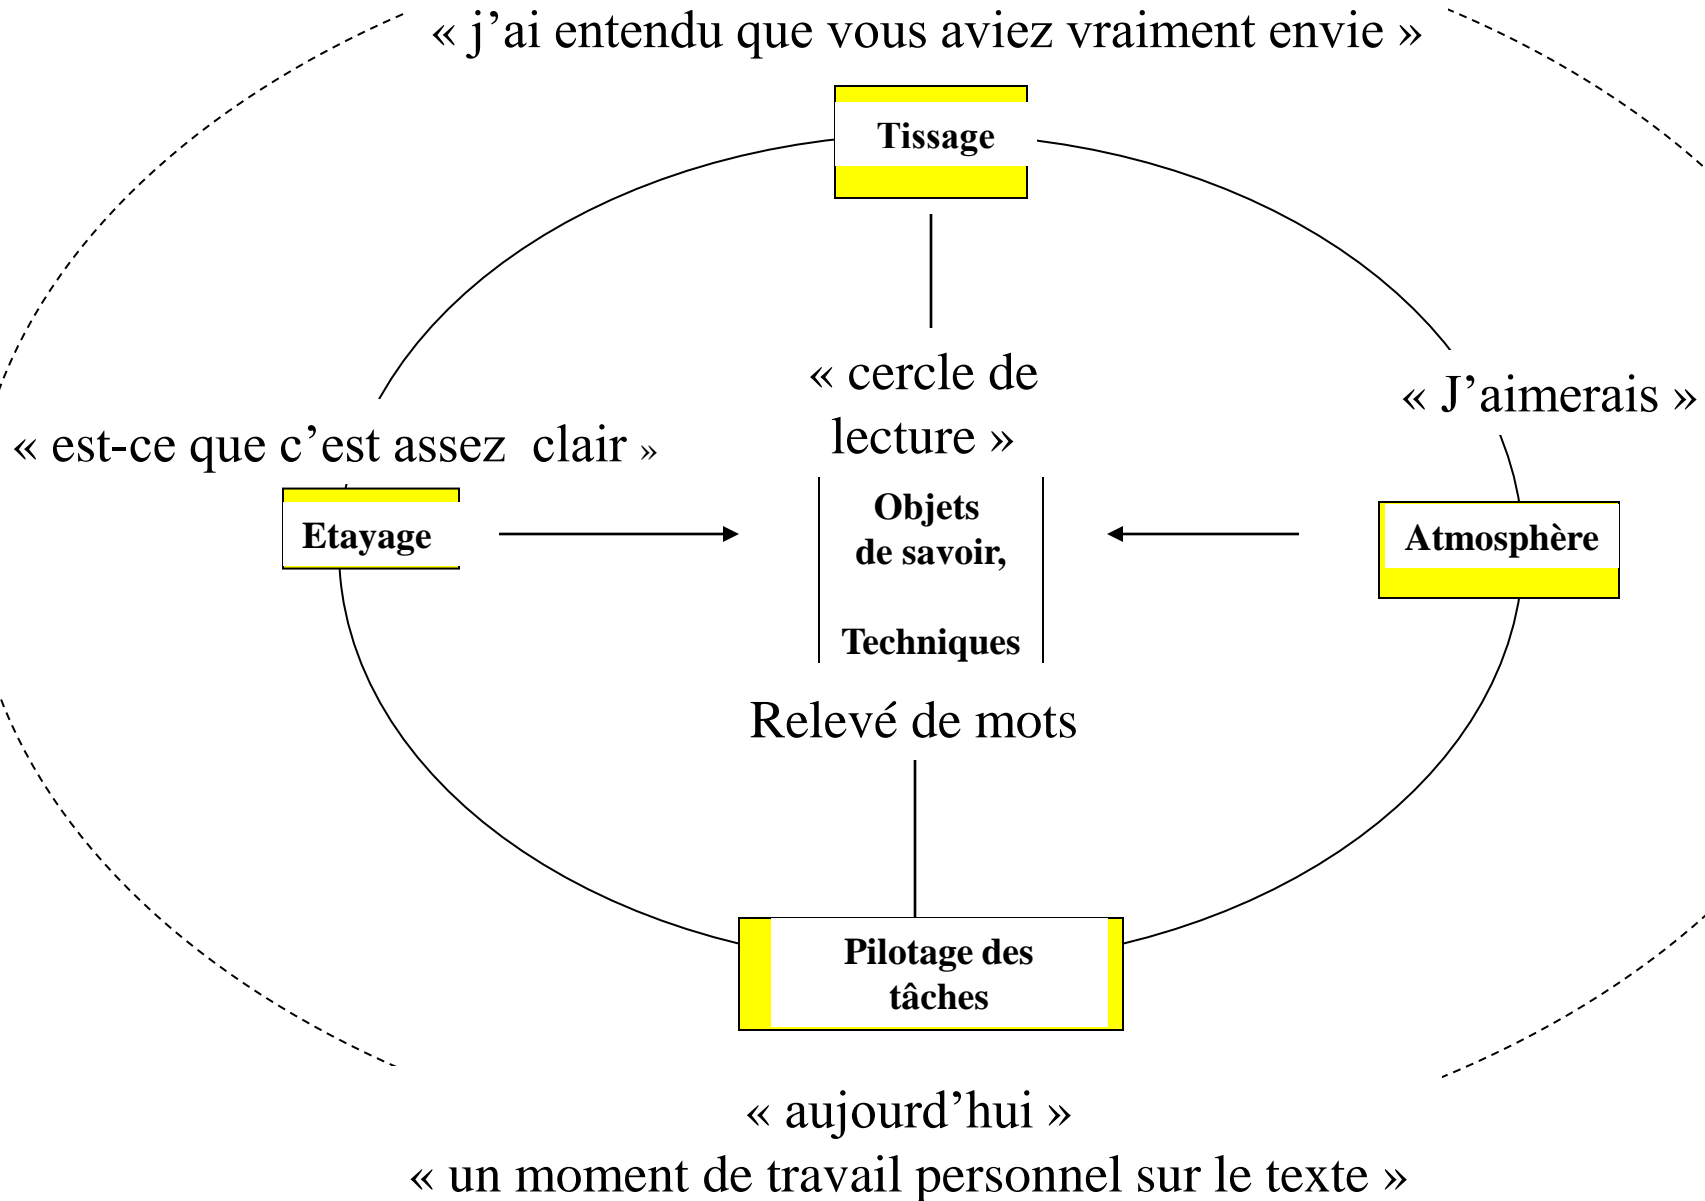 « j’ai entendu que vous aviez vraiment envie »
Tissage
« cercle de
lecture »
« J’aimerais »
« est-ce que c’est assez clair »
Etayage
Objets
de savoir,
Techniques
Atmosphère
Relevé de mots
Pilotage des
tâches
« aujourd’hui »
« un moment de travail personnel sur le texte »